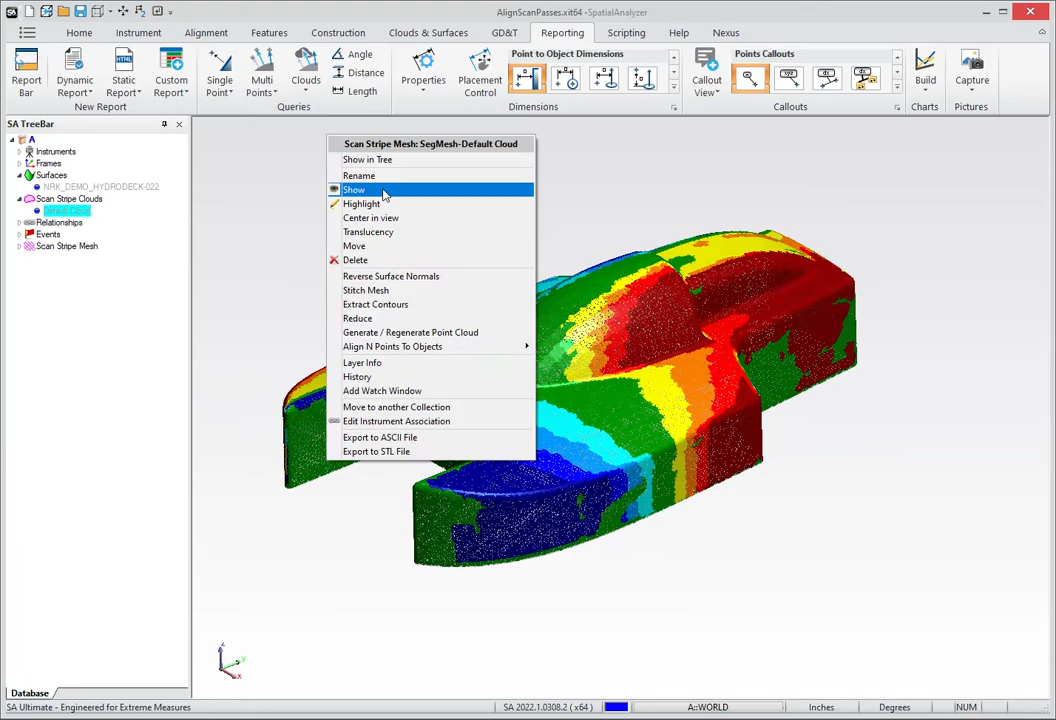 AlignScanPasses.xit64 - SpatialAnalyzer
Home Instrument Alignment Features Construction Clouds & Surfaces GD&T Reporting Scripting Help Nexus
Report Bar
Dynamic Report
Static Report
Custom Report
New Report
Single Point
Multi Points
Clouds
Angle
Distance
Length
Queries
Properties
Placement Control
Point to Object Dimensions
Dimensions
Callout View
Points Callouts
Callouts
Build
Charts
Capture
Pictures
SA TreeBar
A
Instruments
Frames
Surfaces
NRK_DEMO_HYDRODECK-022
Scan Stripe Clouds
Default Cloud
Relationships
Events
Scan Stripe Mesh
Scan Stripe Mesh: SegMesh-Default Cloud
Show in Tree
Rename
Show
Highlight
Center in view
Translucency
Move
Delete
Reverse Surface Normals
Stitch Mesh
Extract Contours
Reduce
Generate / Regenerate Point Cloud
Align N Points To Objects
Layer Info
History
Add Watch Window
Move to another Collection
Edit Instrument Association
Export to ASCII File
Export to STL File
Database
SA Ultimate - Engineered for Extreme Measures
SA 2022.1.0308.2 ( x64 )
A::WORLD
Inches
Degrees
NUM